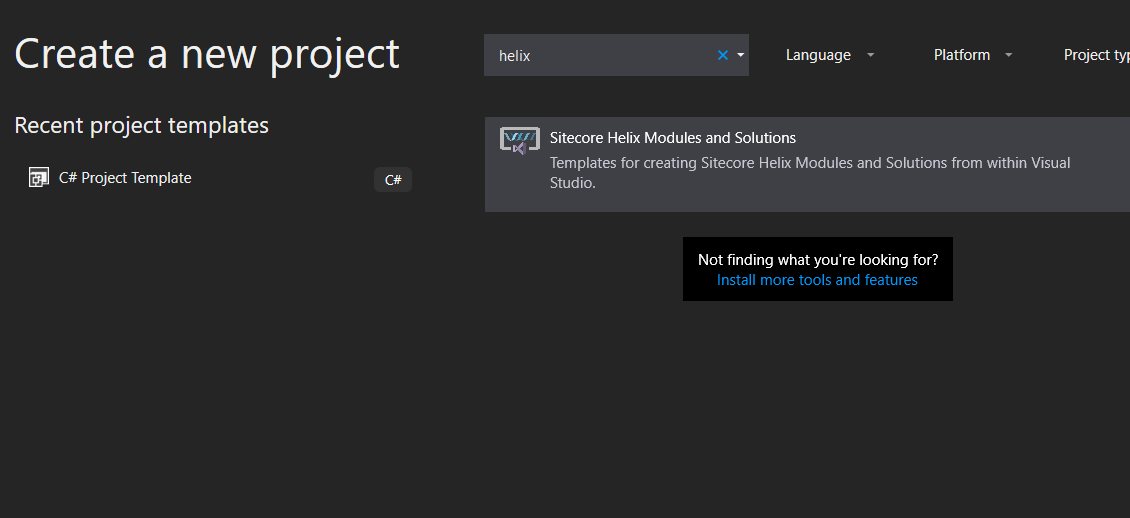 Create a new project
helix
Language
Platform
Project typ
Recent project templates
C# Project Template
C#
Sitecore Helix Modules and Solutions
Templates for creating Sitecore Helix Modules and Solutions from within Visual
Studio.
Not finding what you're looking for?
Install more tools and features